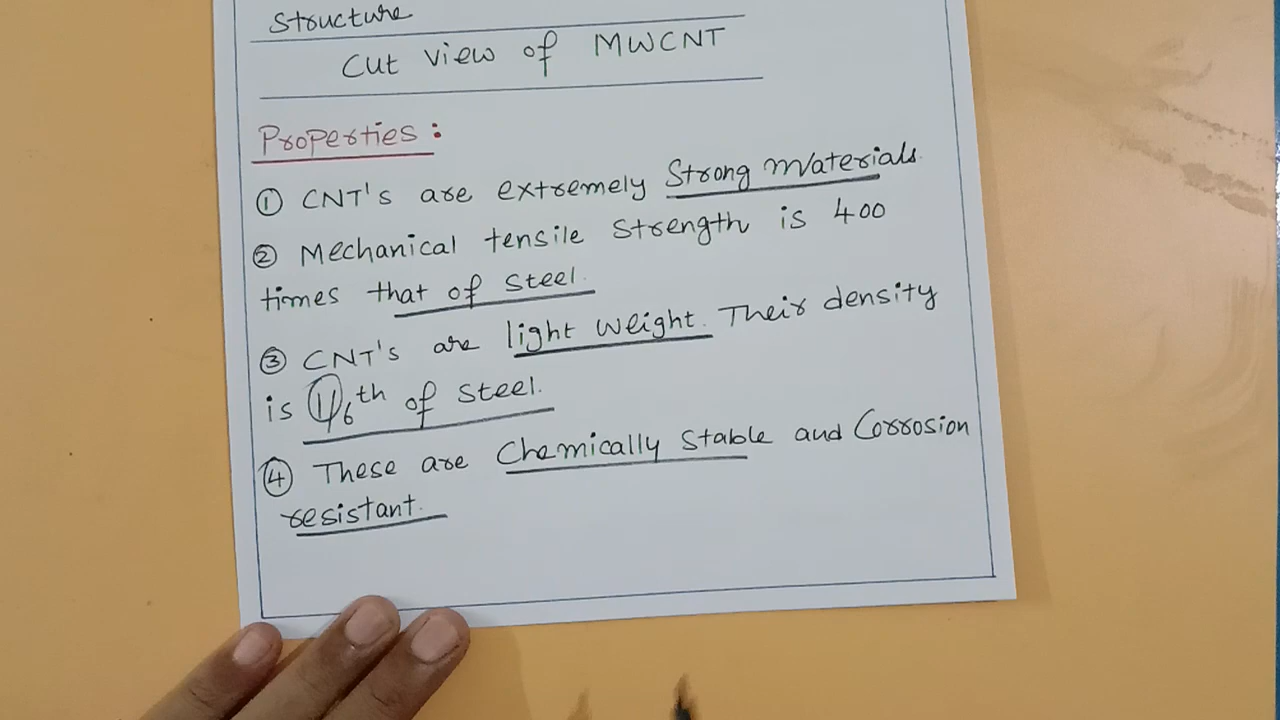 Structure
Cut view of MWCNT
Properties :
① CNT's are extremely Strong materials.
② Mechanical tensile strength is 400
times that of steel.
③ CNT's are light weight. Their density
is 1/6th of steel.
④ These are Chemically stable and Corrosion
resistant.